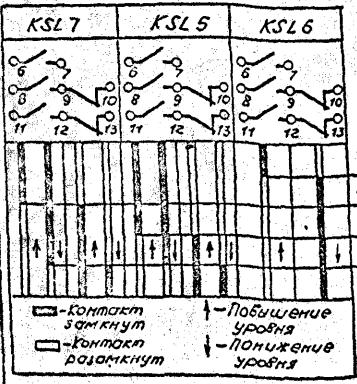 KSL 7 KSL 5 KSL 6
6 7 6 7 6 7
8 9 10 8 9 10 8 9 10
11 12 13 11 12 13 11 12 13
- Контакт замкнут
↑ - Повышение уровня
- Контакт разомкнут
↓ - Понижение уровня